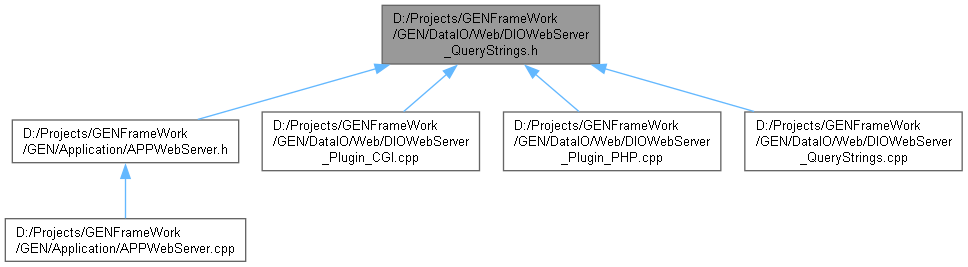 D:/Projects/GENFrameWork
/GEN/DataIO/Web/DIOWebServer
_QueryStrings.h
D:/Projects/GENFrameWork
/GEN/Application/APPWebServer.h
D:/Projects/GENFrameWork
/GEN/DataIO/Web/DIOWebServer
_Plugin_CGI.cpp
D:/Projects/GENFrameWork
/GEN/DataIO/Web/DIOWebServer
_Plugin_PHP.cpp
D:/Projects/GENFrameWork
/GEN/DataIO/Web/DIOWebServer
_QueryStrings.cpp
D:/Projects/GENFrameWork
/GEN/Application/APPWebServer.cpp